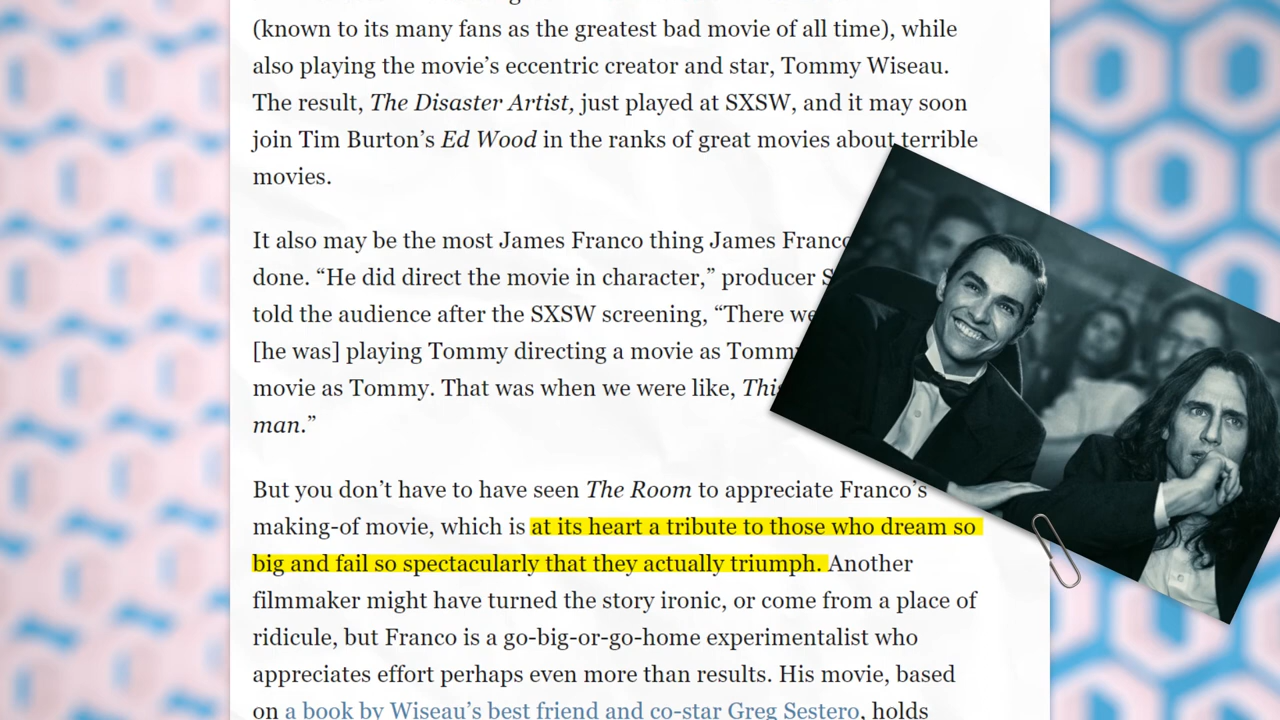 (known to its many fans as the greatest bad movie of all time), while
also playing the movie’s eccentric creator and star, Tommy Wiseau.
The result, The Disaster Artist, just played at SXSW, and it may soon
join Tim Burton’s Ed Wood in the ranks of great movies about terrible
movies.
It also may be the most James Franco thing James Franco
done. “He did direct the movie in character,” producer
told the audience after the SXSW screening, “There
[he was] playing Tommy directing a movie as Tommy
movie as Tommy. That was when we were like, This
man.”
But you don’t have to have seen The Room to appreciate Franco’s
making-of movie, which is at its heart a tribute to those who dream so
big and fail so spectacularly that they actually triumph. Another
filmmaker might have turned the story ironic, or come from a place of
ridicule, but Franco is a go-big-or-go-home experimentalist who
appreciates effort perhaps even more than results. His movie, based
on a book by Wiseau’s best friend and co-star Greg Sestero, holds